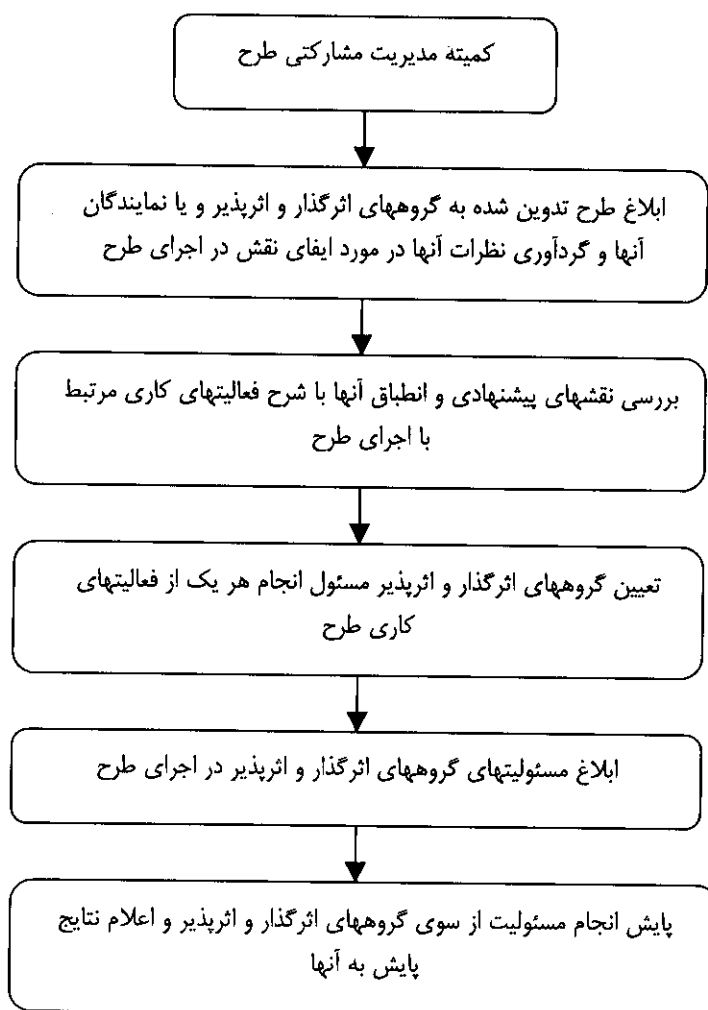 کمیته مدیریت مشارکتی طرح
ابلاغ طرح تدوین شده به گروههای اثرگذار و اثرپذیر و یا نمایندگان
آنها و گردآوری نظرات آنها در مورد ایفای نقش در اجرای طرح
بررسی نقشهای پیشنهادی و انطباق آنها با شرح فعالیتهای کاری مرتبط
با اجرای طرح
تعیین گروههای اثرگذار و اثرپذیر مسئول انجام هر یک از فعالیتهای
کاری طرح
ابلاغ مسئولیتهای گروههای اثرگذار و اثرپذیر در اجرای طرح
پایش انجام مسئولیت از سوی گروههای اثرگذار و اثرپذیر و اعلام نتایج
پایش به آنها